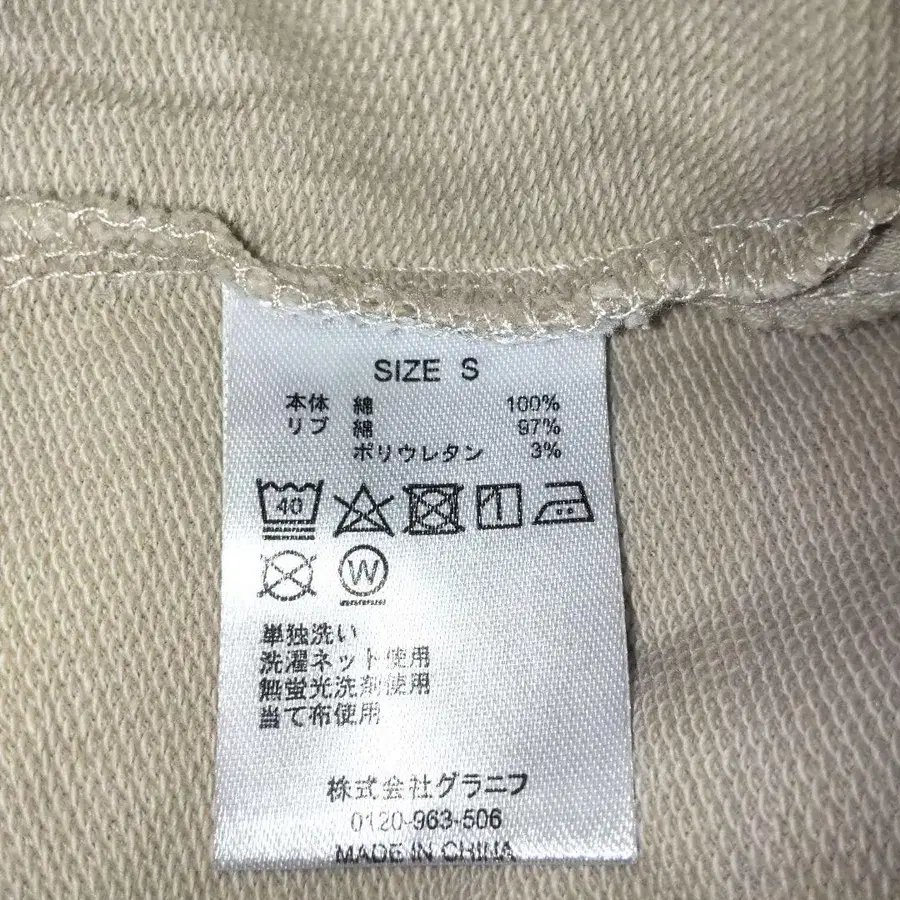 SIZE S
本体 綿 100%
リブ 綿 97%
ポリウレタン 3%
40
W
単独洗い
洗濯ネット使用
無蛍光洗剤使用
当て布使用
株式会社グラニフ
0120-963-506
MADE IN CHINA